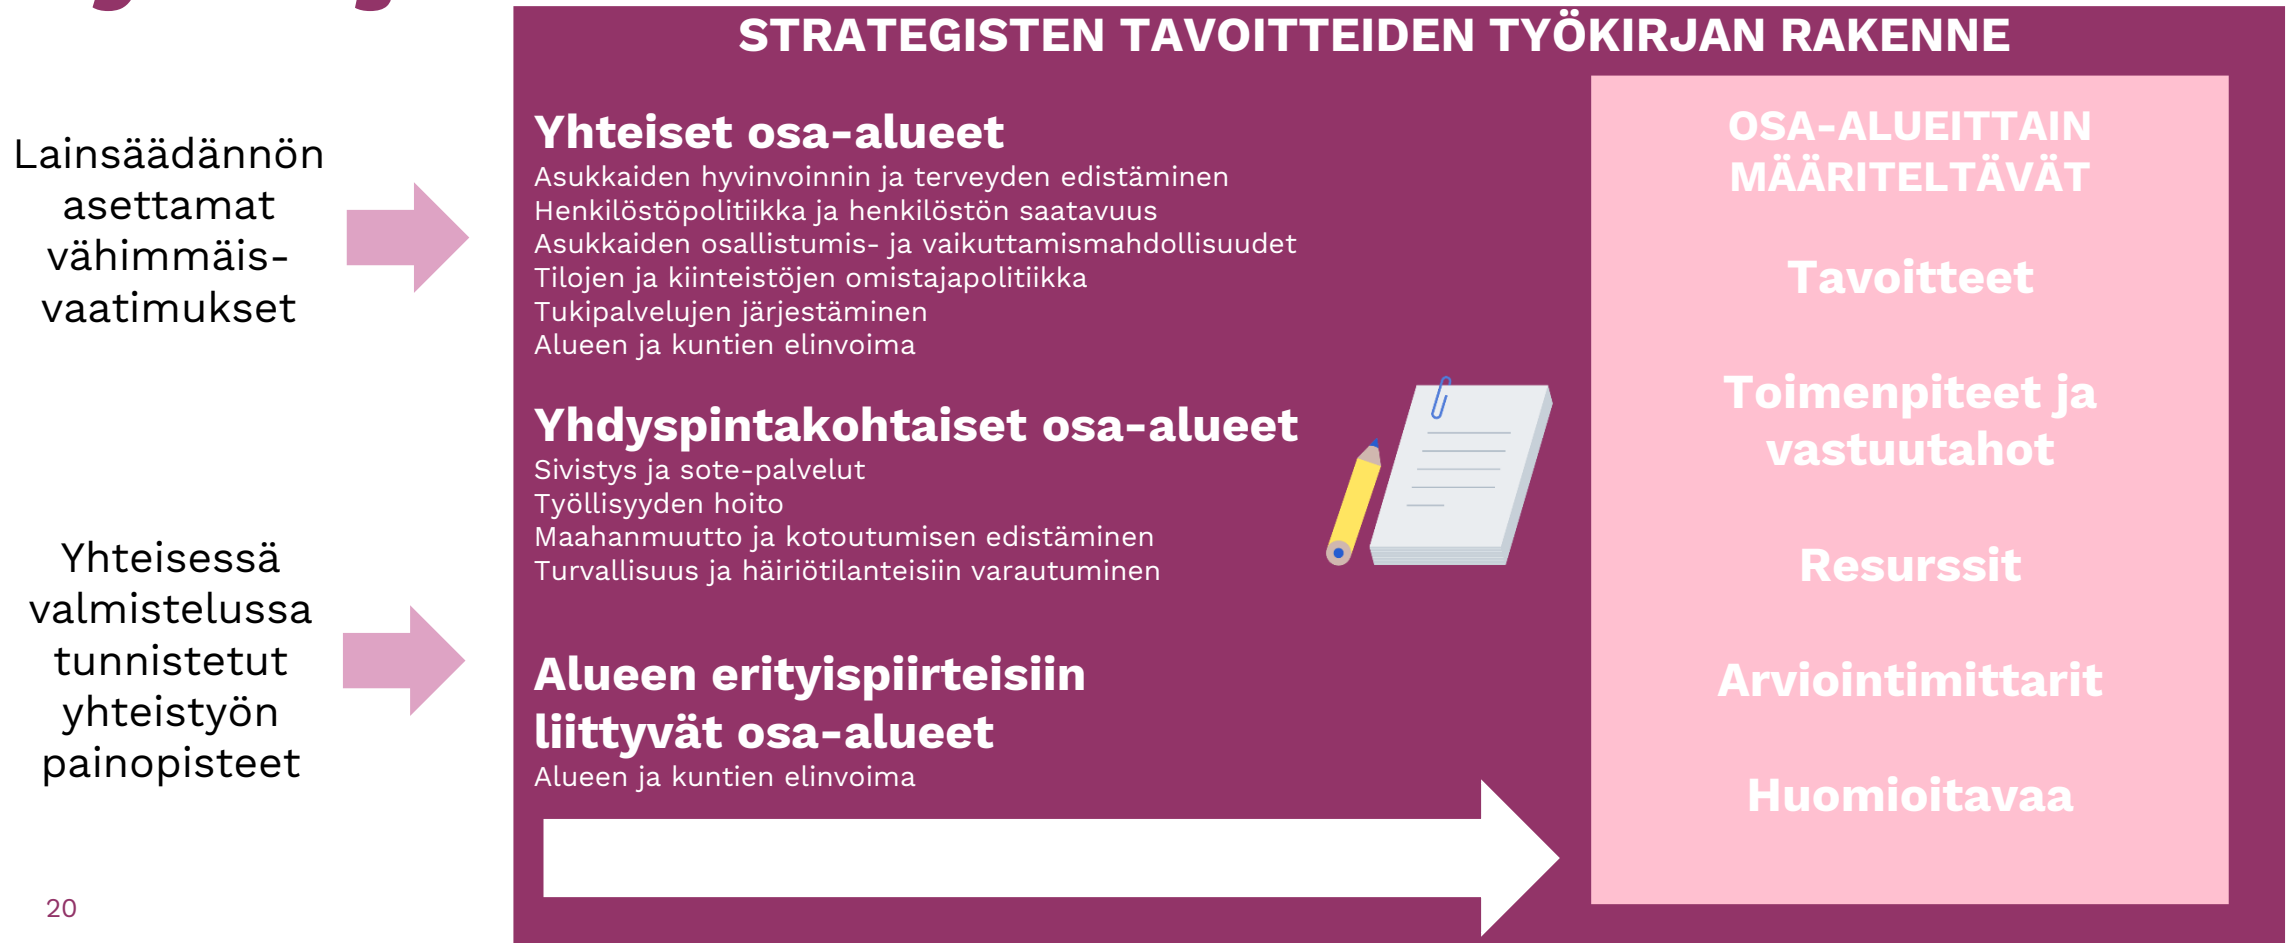 STRATEGISTEN TAVOITTEIDEN TYÖKIRJAN RAKENNE
Lainsäädännön
asettamat
vähimmäis-
vaatimukset
Yhteisessä
valmistelussa
tunnistetut
yhteistyön
painopisteet
Yhteiset osa-alueet
Asukkaiden hyvinvoinnin ja terveyden edistäminen
Henkilöstöpolitiikka ja henkilöstön saatavuus
Asukkaiden osallistumis- ja vaikuttamismahdollisuudet
Tilojen ja kiinteistöjen omistajapolitiikka
Tukipalvelujen järjestäminen
Alueen ja kuntien elinvoima
Yhdyspintakohtaiset osa-alueet
Sivistys ja sote-palvelut
Työllisyyden hoito
Maahanmuutto ja kotoutumisen edistäminen
Turvallisuus ja häiriötilanteisiin varautuminen
Alueen erityispiirteisiin
liittyvät osa-alueet
Alueen ja kuntien elinvoima
OSA-ALUEITTAIN
MÄÄRITELTÄVÄT
Tavoitteet
Toimenpiteet ja
vastuutahot
Resurssit
Arviointimittarit
Huomioitavaa
20